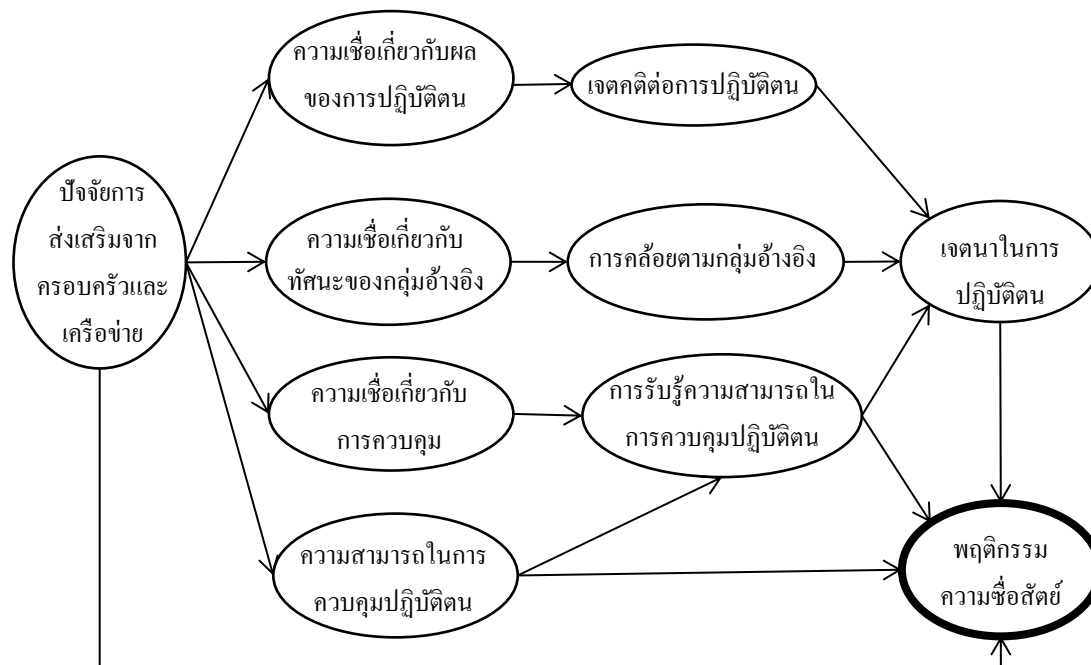 ความเชื่อเกี่ยวกับผล
ของการปฏิบัติตน
เจตคติต่อการปฏิบัติตน
ปัจจัยการ
ส่งเสริมจาก
ครอบครัวและ
เครือข่าย
ความเชื่อเกี่ยวกับ
ทัศนะของกลุ่มอ้างอิง
การคล้อยตามกลุ่มอ้างอิง
เจตนาในการ
ปฏิบัติตน
ความเชื่อเกี่ยวกับ
การควบคุม
การรับรู้ความสามารถใน
การควบคุมปฏิบัติตน
ความสามารถในการ
ควบคุมปฏิบัติตน
พฤติกรรม
ความซื่อสัตย์